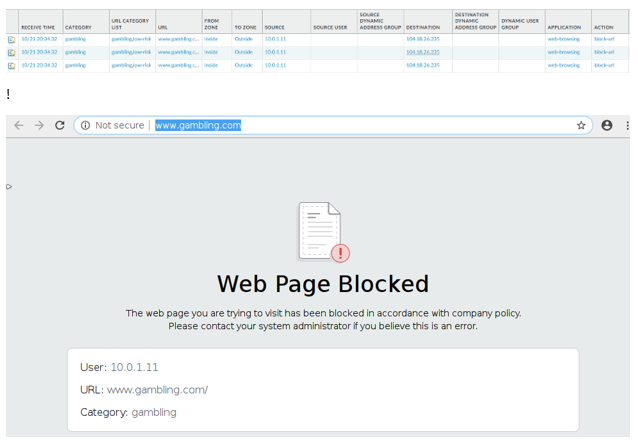 RECEIVE TIME CATEGORY URL CATEGORY LIST URL FROM ZONE TO ZONE SOURCE SOURCE USER SOURCE DYNAMIC ADDRESS GROUP DESTINATION DESTINATION DYNAMIC ADDRESS GROUP DYNAMIC USER GROUP APPLICATION ACTION
10/21 20:34:32 gambling gambling,low-risk www.gambling.c... Inside Outside 10.0.1.11 104.18.26.235 web-browsing block-url
10/21 20:34:32 gambling gambling,low-risk www.gambling.c... Inside Outside 10.0.1.11 104.18.26.235 web-browsing block-url
10/21 20:34:32 gambling gambling,low-risk www.gambling.c... Inside Outside 10.0.1.11 104.18.26.235 web-browsing block-url
!
Not secure | www.gambling.com
!
Web Page Blocked
The web page you are trying to visit has been blocked in accordance with company policy.
Please contact your system administrator if you believe this is an error.
User: 10.0.1.11
URL: www.gambling.com/
Category: gambling